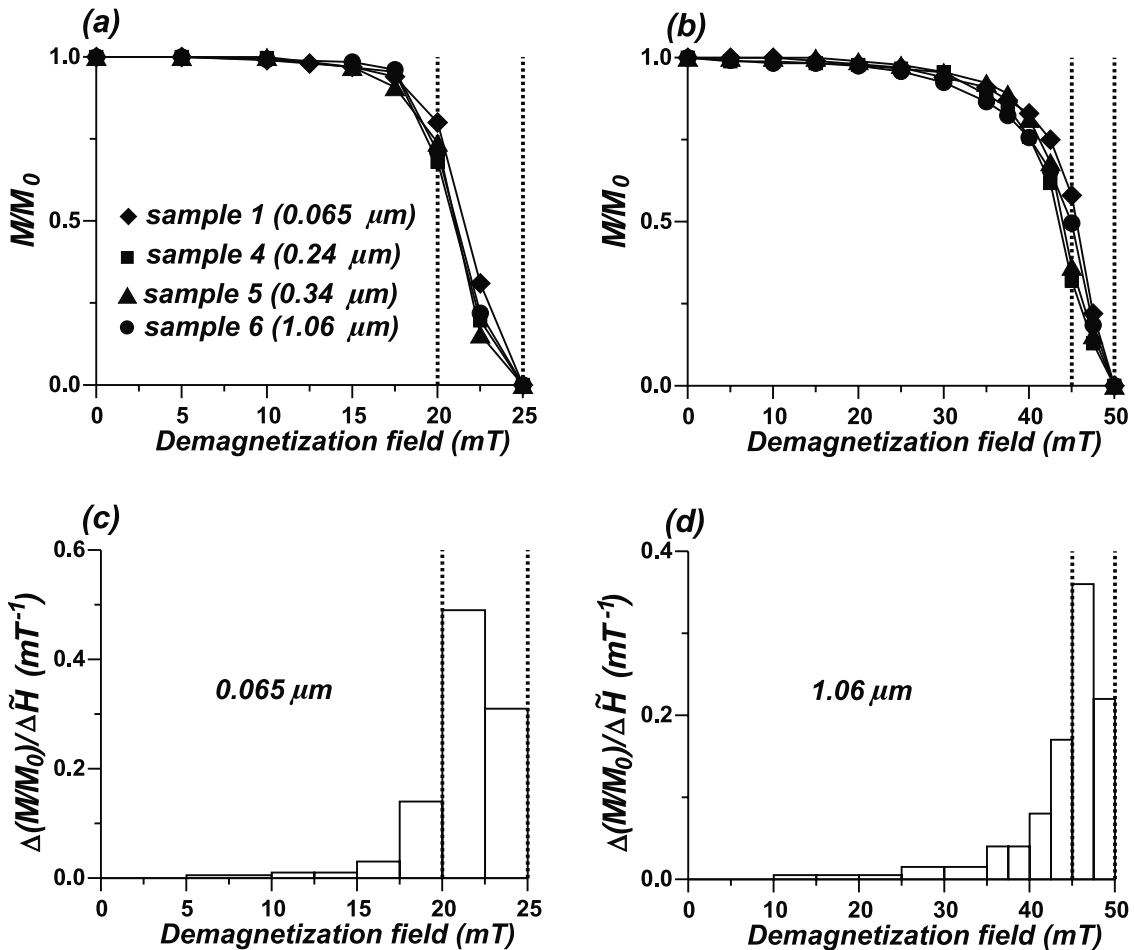 (a)
1.0
0.5
0.0
M/M0
sample 1 (0.065 μm)
sample 4 (0.24 μm)
sample 5 (0.34 μm)
sample 6 (1.06 μm)
0 5 10 15 20 25
Demagnetization field (mT)
(b)
1.0
0.5
0.0
M/M0
0 10 20 30 40 50
Demagnetization field (mT)
(c)
0.6
0.4
0.2
0.0
Δ(M/M0)/ΔH̃ (mT-1)
0.065 μm
0 5 10 15 20 25
Demagnetization field (mT)
(d)
0.4
0.2
0.0
Δ(M/M0)/ΔH̃ (mT-1)
1.06 μm
0 10 20 30 40 50
Demagnetization field (mT)